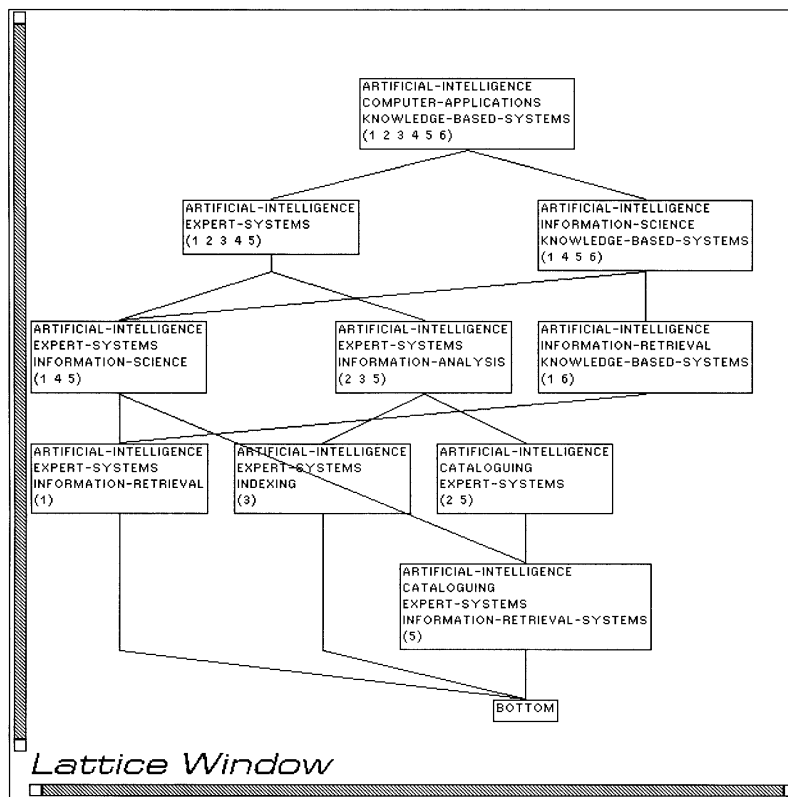 ARTIFICIAL-INTELLIGENCE
COMPUTER-APPLICATIONS
KNOWLEDGE-BASED-SYSTEMS
(1 2 3 4 5 6)
ARTIFICIAL-INTELLIGENCE
EXPERT-SYSTEMS
(1 2 3 4 5)
ARTIFICIAL-INTELLIGENCE
INFORMATION-SCIENCE
KNOWLEDGE-BASED-SYSTEMS
(1 4 5 6)
ARTIFICIAL-INTELLIGENCE
EXPERT-SYSTEMS
INFORMATION-SCIENCE
(1 4 5)
ARTIFICIAL-INTELLIGENCE
EXPERT-SYSTEMS
INFORMATION-ANALYSIS
(2 3 5)
ARTIFICIAL-INTELLIGENCE
INFORMATION-RETRIEVAL
KNOWLEDGE-BASED-SYSTEMS
(1 6)
ARTIFICIAL-INTELLIGENCE
EXPERT-SYSTEMS
INFORMATION-RETRIEVAL
(1)
ARTIFICIAL-INTELLIGENCE
EXPERT-SYSTEMS
INDEXING
(3)
ARTIFICIAL-INTELLIGENCE
CATALOGUING
EXPERT-SYSTEMS
(2 5)
ARTIFICIAL-INTELLIGENCE
CATALOGUING
EXPERT-SYSTEMS
INFORMATION-RETRIEVAL-SYSTEMS
(5)
BOTTOM
Lattice Window